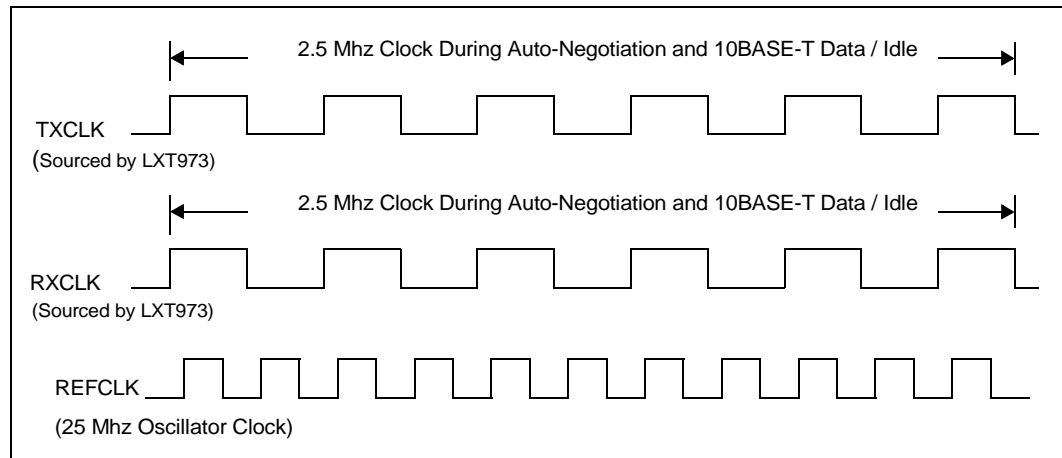 2.5 Mhz Clock During Auto-Negotiation and 10BASE-T Data / Idle
TXCLK
(Sourced by LXT973)
2.5 Mhz Clock During Auto-Negotiation and 10BASE-T Data / Idle
RXCLK
(Sourced by LXT973)
REFCLK
(25 Mhz Oscillator Clock)